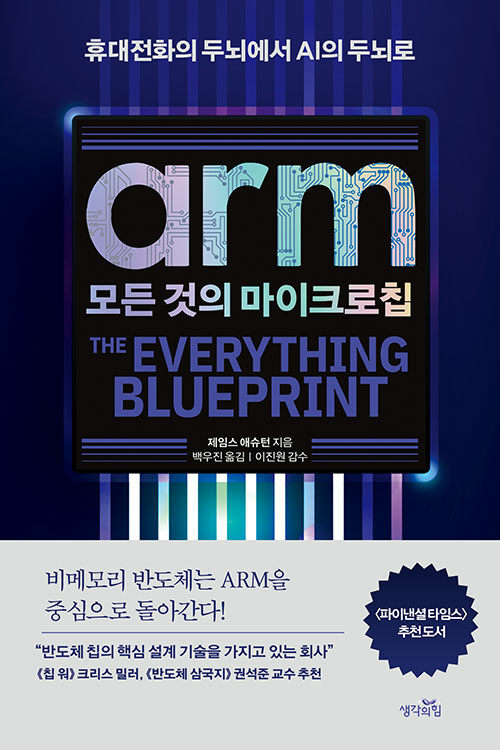 휴대전화의 두뇌에서 AI의 두뇌로
arm
모든 것의 마이크로칩
THE EVERYTHING
BLUEPRINT
제임스 애슈턴 지음
백우진 옮김 | 이진원 감수
비메모리 반도체는 ARM을
중심으로 돌아간다!
“반도체 칩의 핵심 설계 기술을 가지고 있는 회사”
《칩 워》 크리스 밀러, 《반도체 삼국지》 권석준 교수 추천
〈파이낸셜 타임스〉
추천 도서
생각의힘